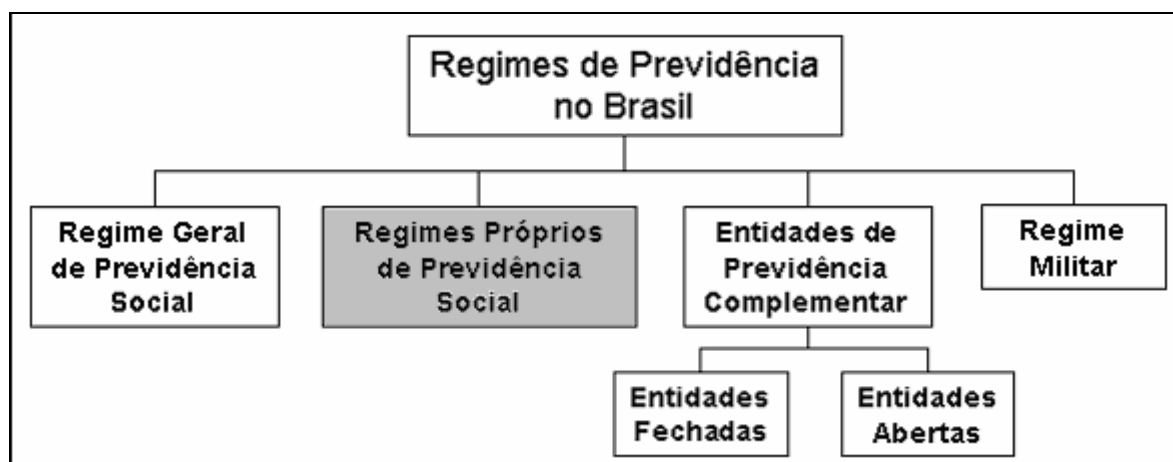 Regimes de Previdência
no Brasil
Regime Geral
de Previdência
Social
Regimes Próprios
de Previdência
Social
Entidades de
Previdência
Complementar
Regime
Militar
Entidades
Fechadas
Entidades
Abertas